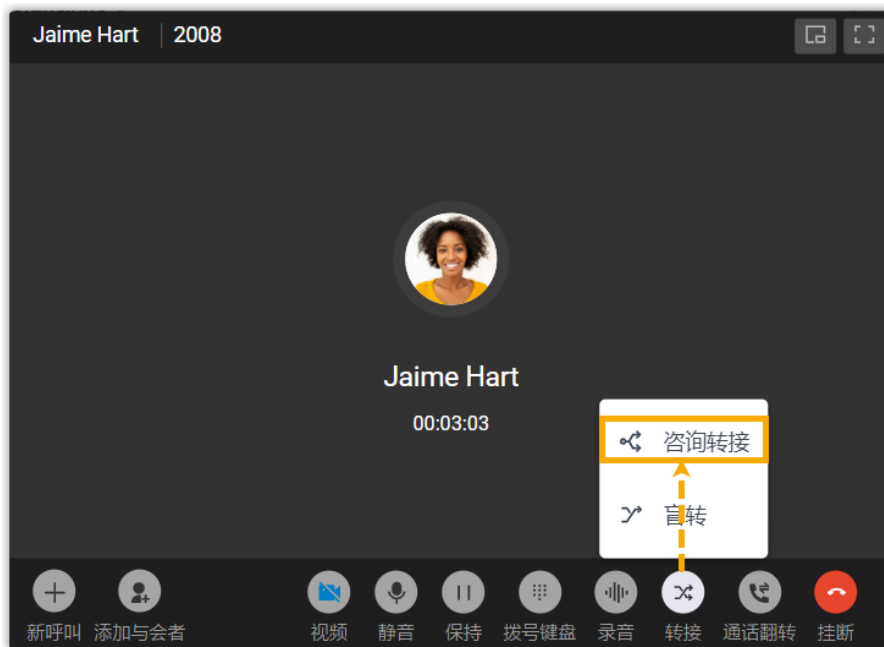 Jaime Hart 2008
Jaime Hart
00:03:03
咨询转接
盲转
新呼叫 添加与会者 视频 静音 保持 拨号键盘 录音 转接 通话翻转 挂断